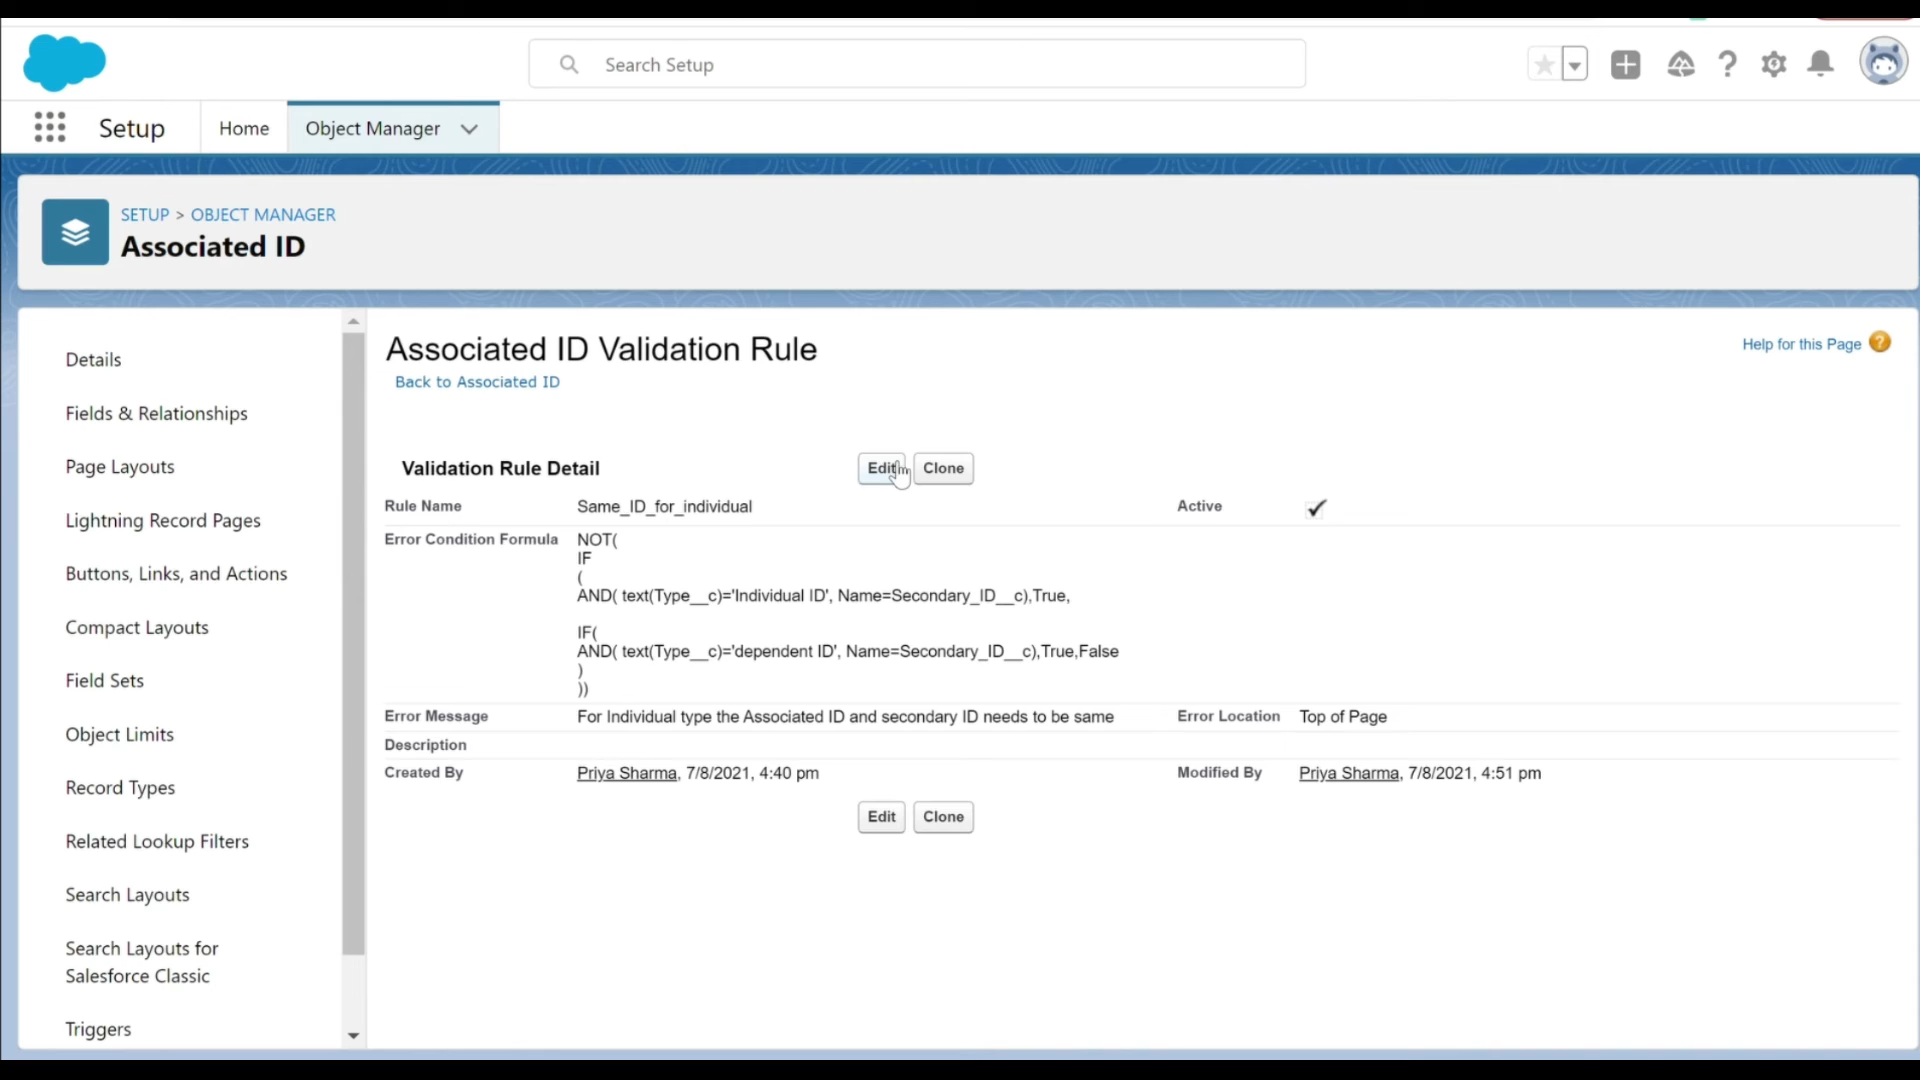 Search Setup
Setup
Home
Object Manager
SETUP > OBJECT MANAGER
Associated ID
Details
Fields & Relationships
Page Layouts
Lightning Record Pages
Buttons, Links, and Actions
Compact Layouts
Field Sets
Object Limits
Record Types
Related Lookup Filters
Search Layouts
Search Layouts for
Salesforce Classic
Triggers
Associated ID Validation Rule
Help for this Page
Back to Associated ID
Validation Rule Detail
Edit
Clone
Rule Name Same_ID_for_individual Active
Error Condition Formula NOT(
IF
(
AND( text(Type__c)='Individual ID', Name=Secondary_ID__c),True,
IF(
AND( text(Type__c)='dependent ID', Name=Secondary_ID__c),True,False
)
))
Error Message For Individual type the Associated ID and secondary ID needs to be same Error Location Top of Page
Description
Created By Priya Sharma, 7/8/2021, 4:40 pm Modified By Priya Sharma, 7/8/2021, 4:51 pm
Edit
Clone